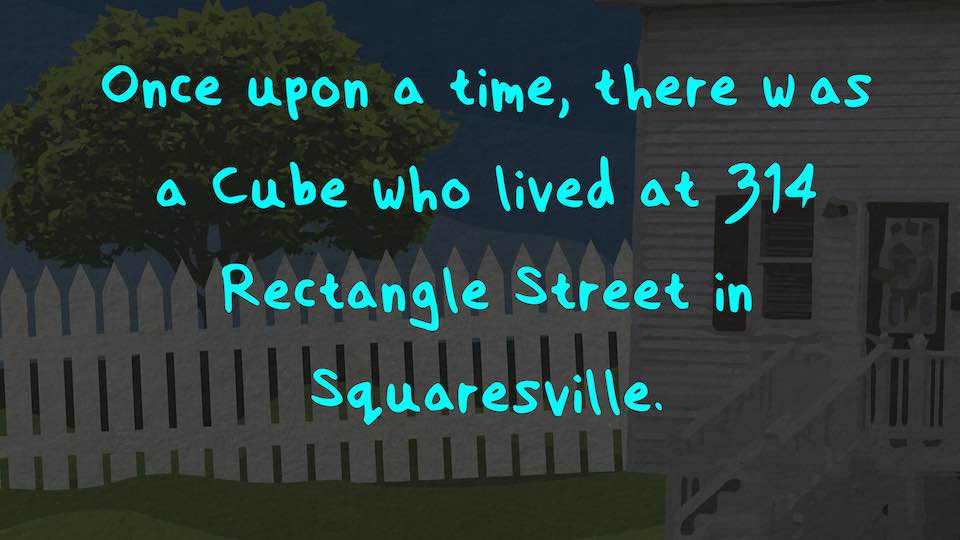 Once upon a time, there was
a Cube who lived at 314
Rectangle Street in
Squaresville.